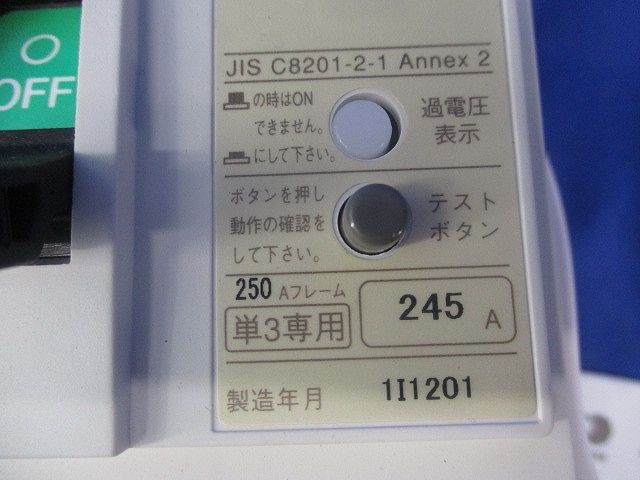 OFF
JIS C8201-2-1 Annex 2
の時はON
できません。
にして下さい。
過電圧
表示
ボタンを押し
動作の確認を
して下さい。
テスト
ボタン
250 Aフレーム
単3専用
245 A
製造年月 1I1201